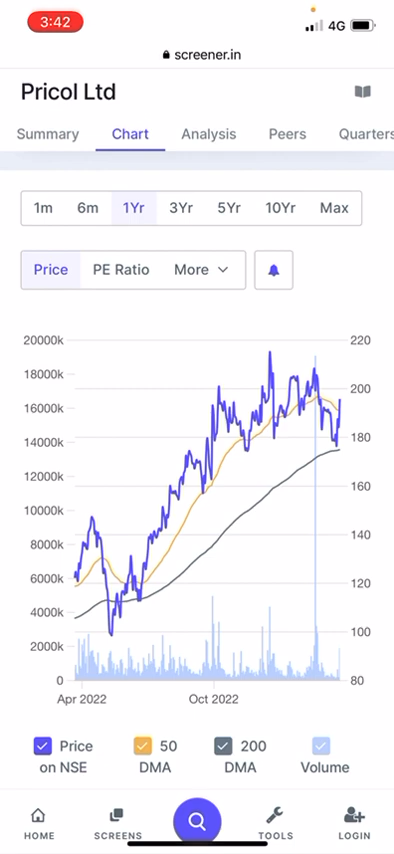 3:42
4G
screener.in
Pricol Ltd
Summary Chart Analysis Peers Quarters
1m 6m 1Yr 3Yr 5Yr 10Yr Max
Price PE Ratio More
20000k 220
18000k 200
16000k
14000k 180
12000k 160
10000k
8000k 140
6000k 120
4000k
2000k 100
0 80
Apr 2022 Oct 2022
Price on NSE
50 DMA
200 DMA
Volume
HOME SCREENS TOOLS LOGIN